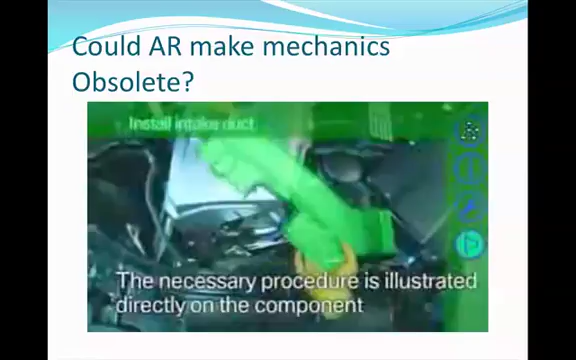 Could AR make mechanics
Obsolete?
Install intake duct
The necessary procedure is illustrated
directly on the component